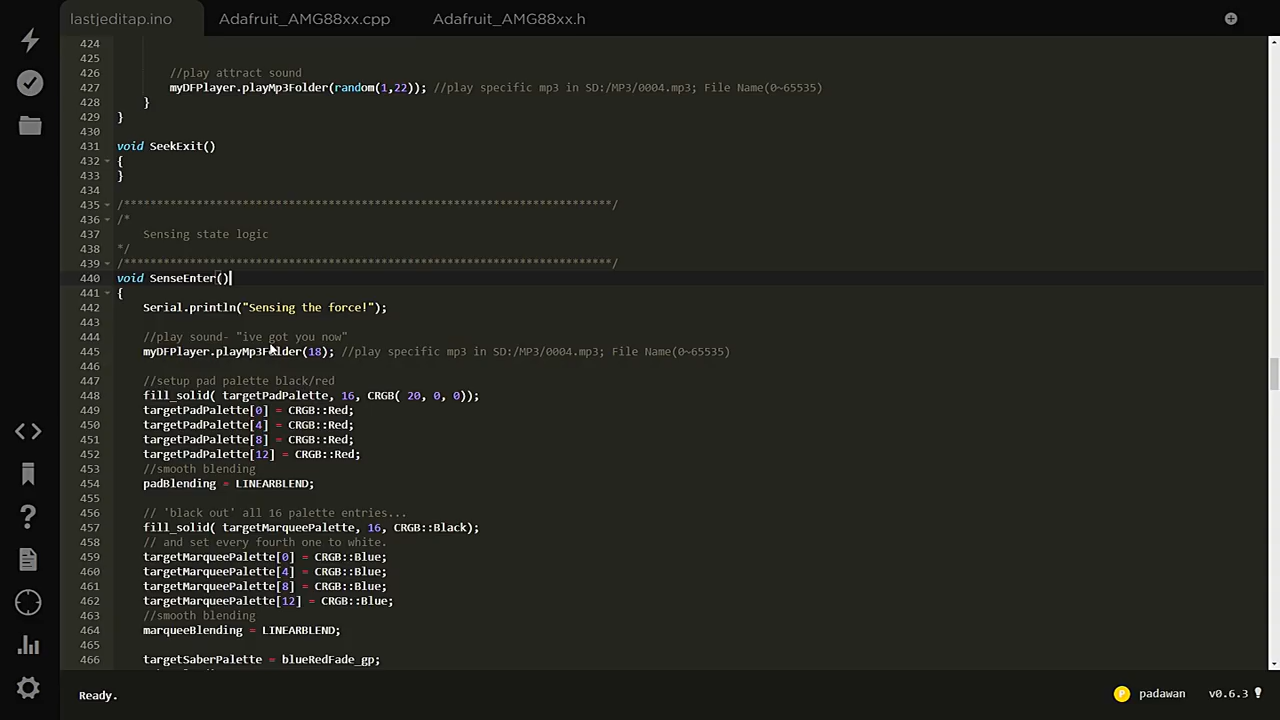 lastjeditap.ino Adafruit_AMG88xx.cpp Adafruit_AMG88xx.h
424
425
426 //play attract sound
427 myDFPlayer.playMp3Folder(random(1,22)); //play specific mp3 in SD:/MP3/0004.mp3; File Name(0~65535)
428 }
429 }
430
431 void SeekExit()
432 {
433 }
434
435 /***************************************************************************/
436 /*
437 Sensing state logic
438 */
439 /***************************************************************************/
440 void SenseEnter()
441 {
442 Serial.println("Sensing the force!");
443
444 //play sound- "ive got you now"
445 myDFPlayer.playMp3Folder(18); //play specific mp3 in SD:/MP3/0004.mp3; File Name(0~65535)
446
447 //setup pad palette black/red
448 fill_solid( targetPadPalette, 16, CRGB( 20, 0, 0));
449 targetPadPalette[0] = CRGB::Red;
450 targetPadPalette[4] = CRGB::Red;
451 targetPadPalette[8] = CRGB::Red;
452 targetPadPalette[12] = CRGB::Red;
453 //smooth blending
454 padBlending = LINEARBLEND;
455
456 // 'black out' all 16 palette entries...
457 fill_solid( targetMarqueePalette, 16, CRGB::Black);
458 // and set every fourth one to white.
459 targetMarqueePalette[0] = CRGB::Blue;
460 targetMarqueePalette[4] = CRGB::Blue;
461 targetMarqueePalette[8] = CRGB::Blue;
462 targetMarqueePalette[12] = CRGB::Blue;
463 //smooth blending
464 marqueeBlending = LINEARBLEND;
465
466 targetSaberPalette = blueRedFade_gp;
Ready. P padawan v0.6.3